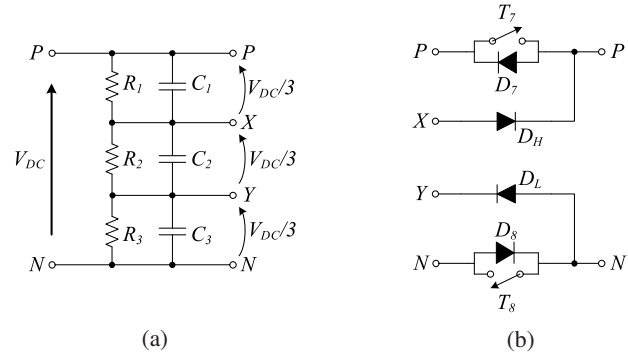 P
P
R1
C1
VDC/3
X
VDC
R2
C2
VDC/3
Y
R3
C3
VDC/3
N
N
(a)
T7
P
P
D7
X
DH
Y
DL
D8
N
N
T8
(b)